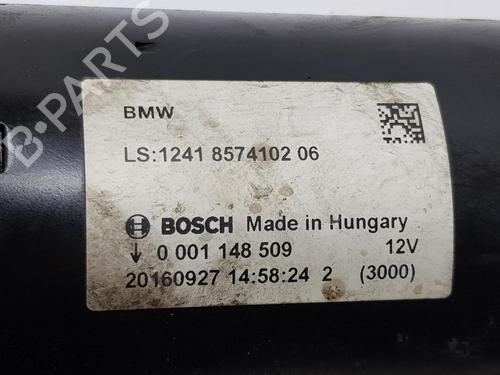 B-PARTS
BMW
LS:1241 8574102 06
BOSCH Made in Hungary
0 001 148 509 12V
20160927 14:58:24 2 (3000)